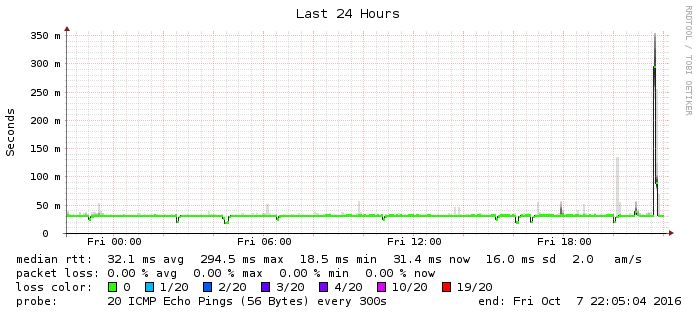 Last 24 Hours
RRDTOOL / TOBI OETIKER
Seconds
350 m
300 m
250 m
200 m
150 m
100 m
50 m
0
Fri 00:00 Fri 06:00 Fri 12:00 Fri 18:00
median rtt: 32.1 ms avg 294.5 ms max 18.5 ms min 31.4 ms now 16.0 ms sd 2.0 am/s
packet loss: 0.00 % avg 0.00 % max 0.00 % min 0.00 % now
loss color: 0 1/20 2/20 3/20 4/20 10/20 19/20
probe: 20 ICMP Echo Pings (56 Bytes) every 300s end: Fri Oct 7 22:05:04 2016